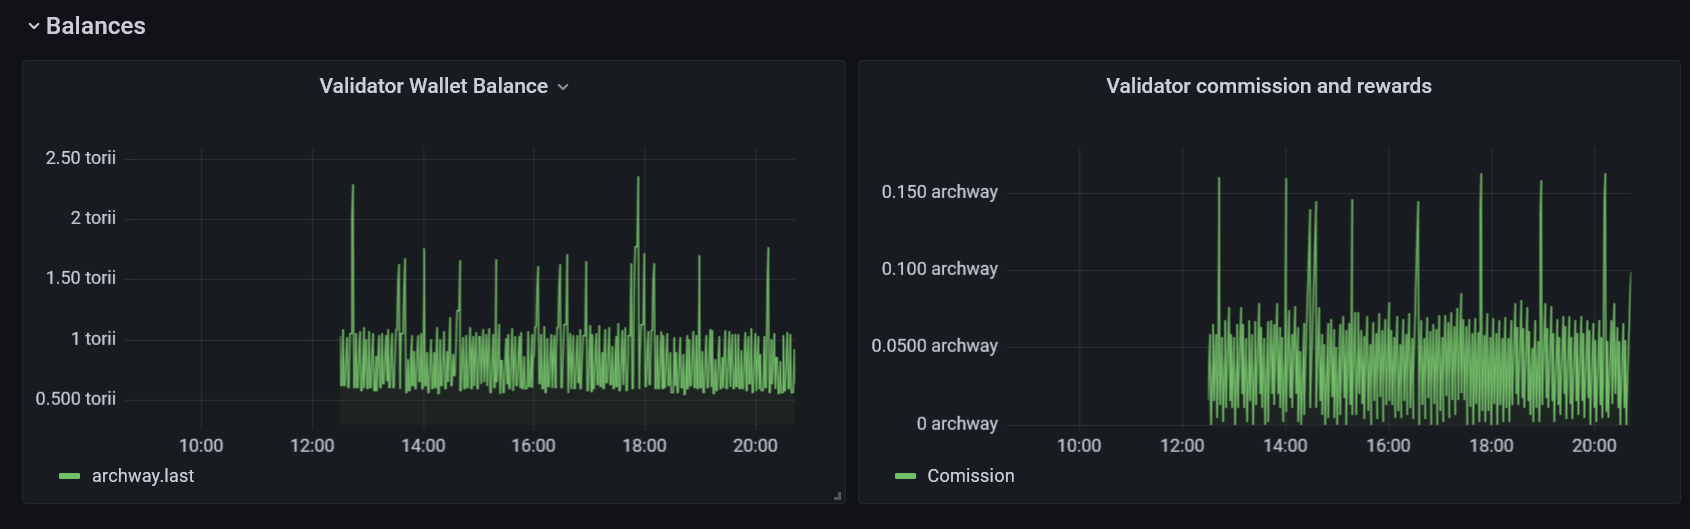 Balances
Validator Wallet Balance
2.50 torii
2 torii
1.50 torii
1 torii
0.500 torii
10:00 12:00 14:00 16:00 18:00 20:00
archway.last
Validator commission and rewards
0.150 archway
0.100 archway
0.0500 archway
0 archway
10:00 12:00 14:00 16:00 18:00 20:00
Comission